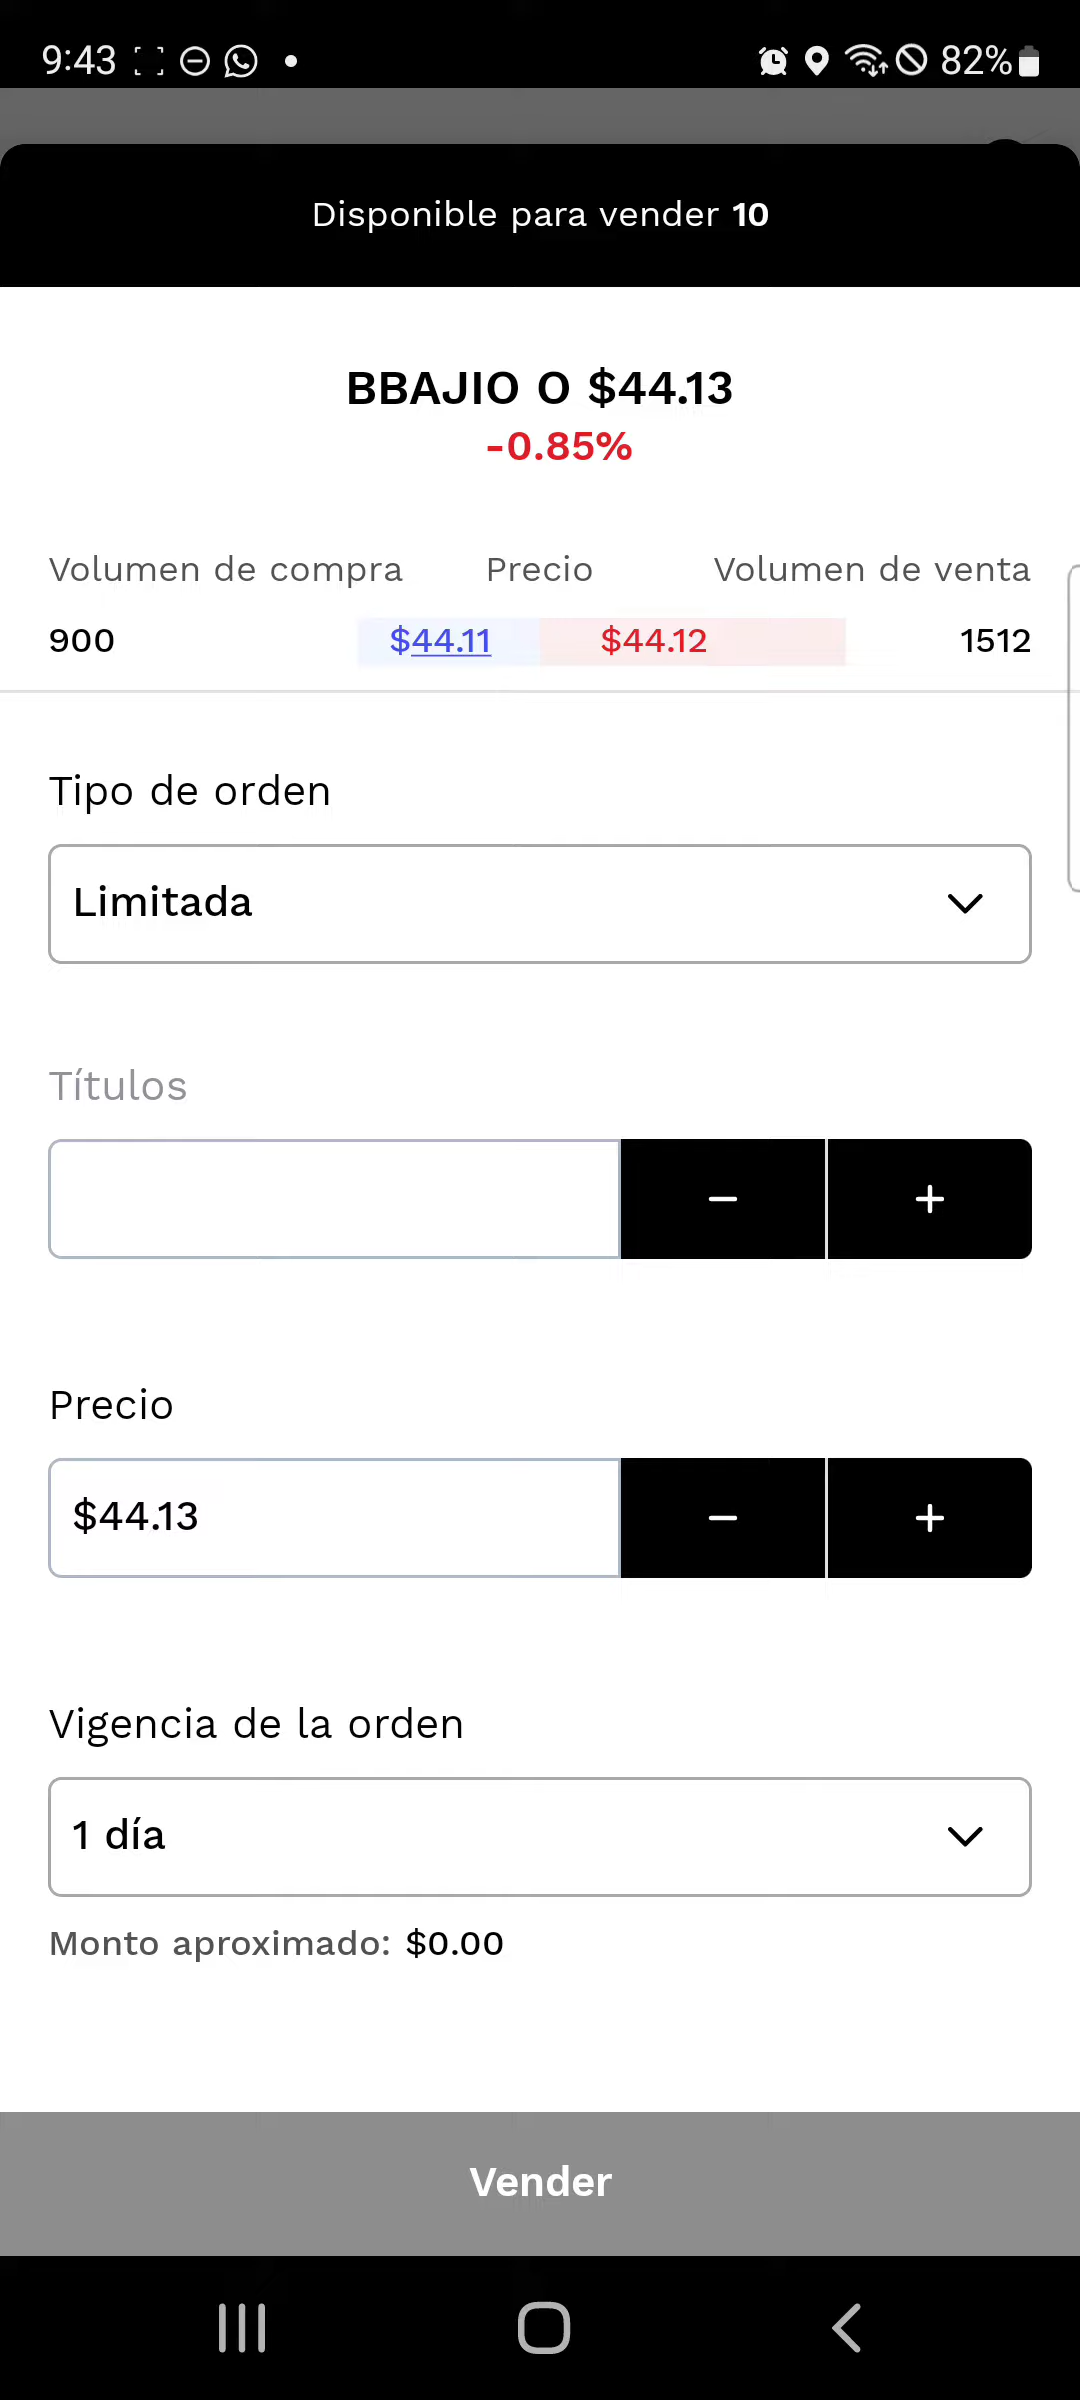 9:43
82%
Disponible para vender 10
BBAJIO O $44.13
-0.85%
Volumen de compra Precio Volumen de venta
900 $44.11 $44.12 1512
Tipo de orden
Limitada
Títulos
− +
Precio
$44.13 − +
Vigencia de la orden
1 día
Monto aproximado: $0.00
Vender